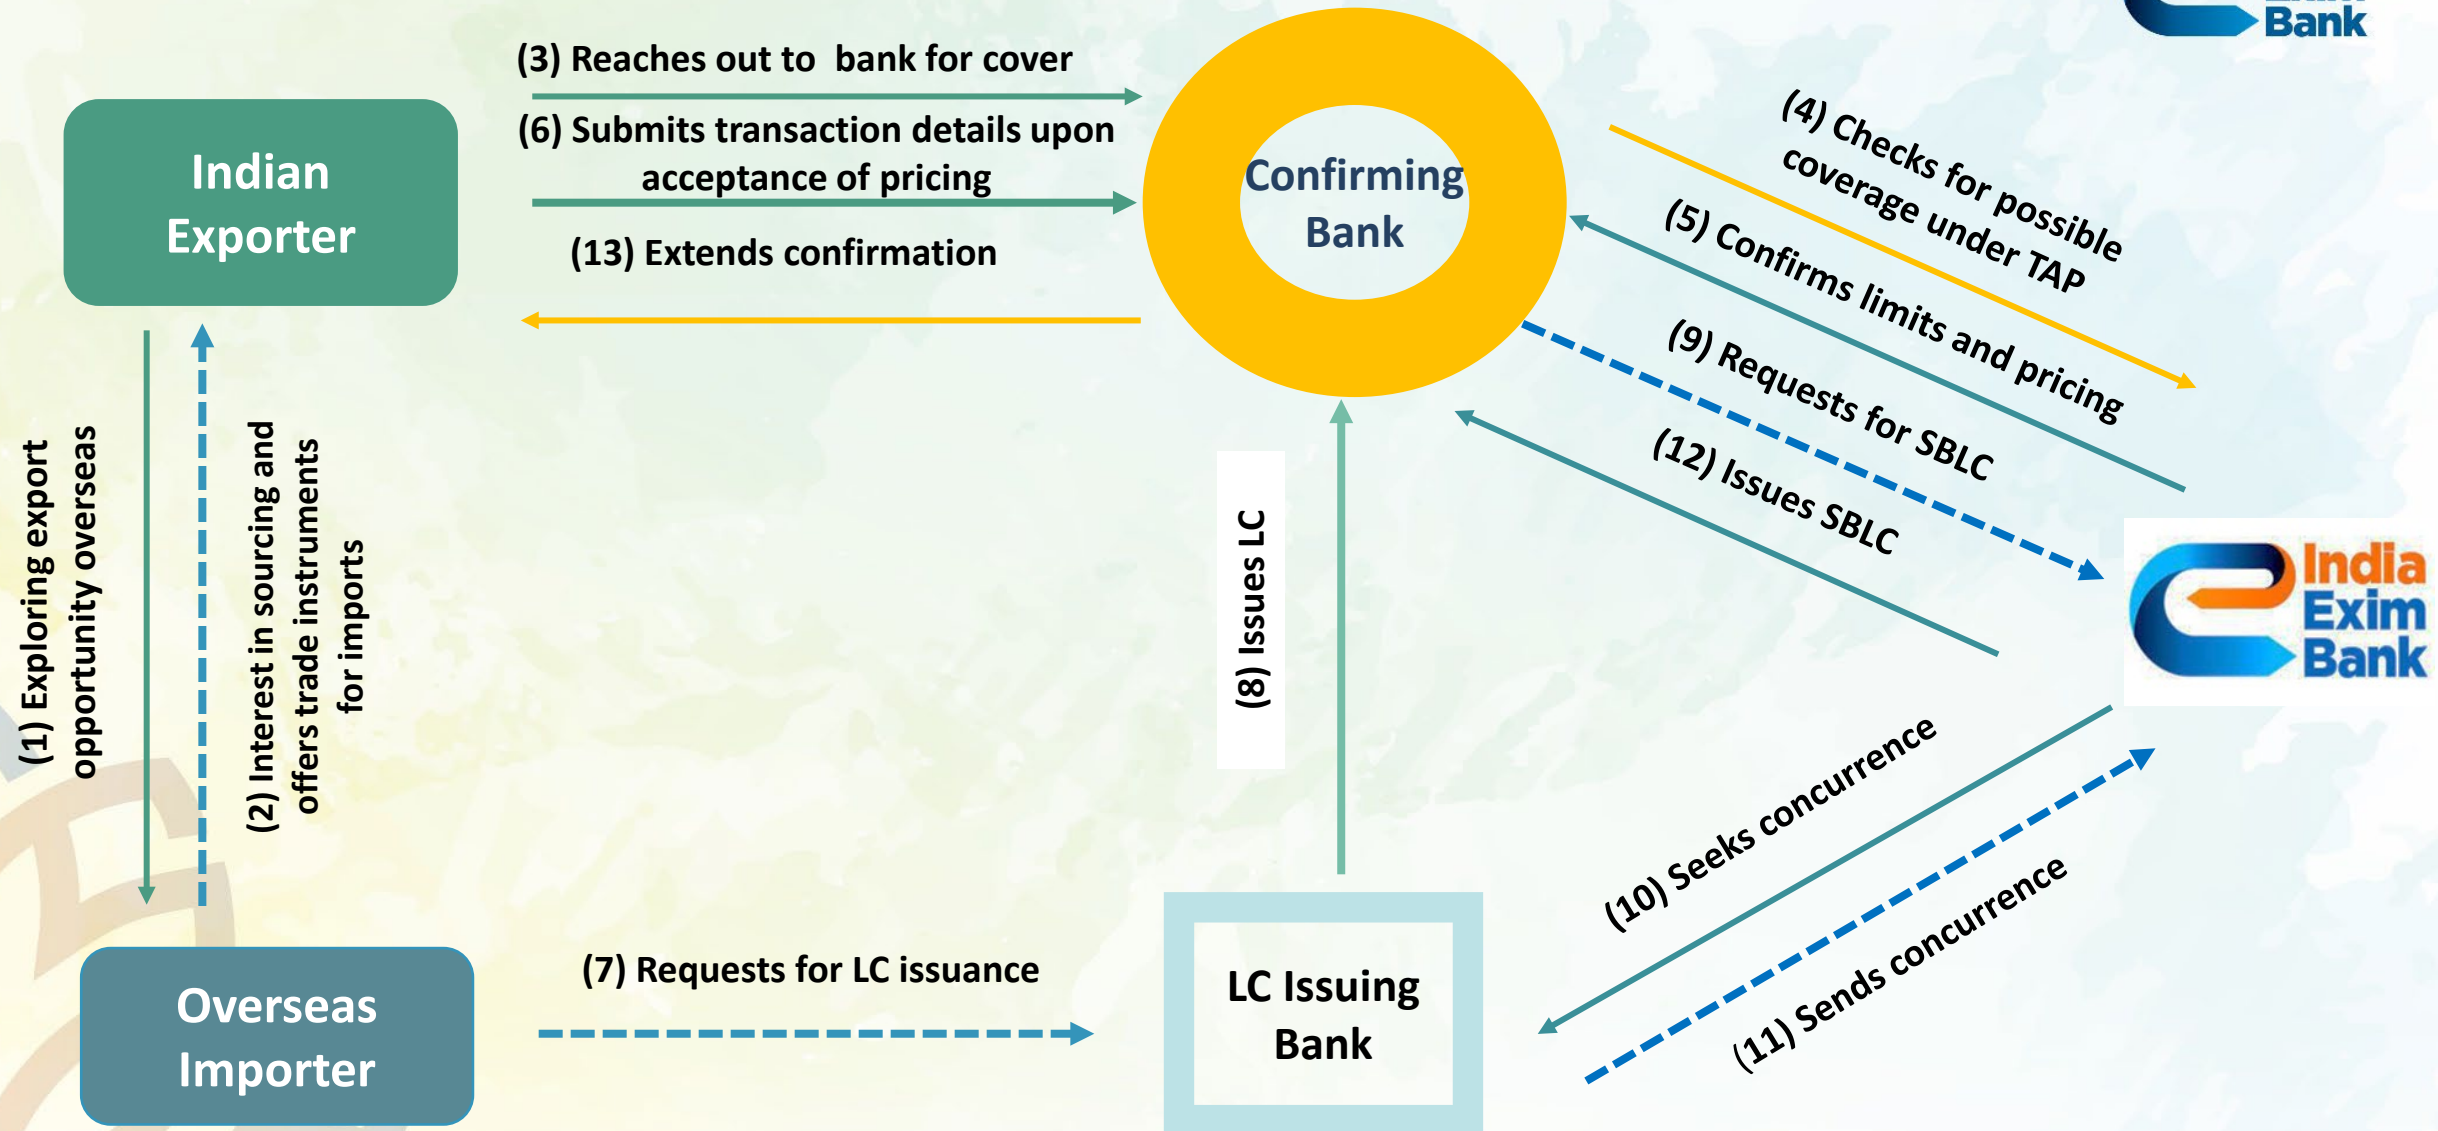 Bank
(3) Reaches out to bank for cover
(6) Submits transaction details upon
acceptance of pricing
(13) Extends confirmation
Indian
Exporter
Confirming
Bank
(4) Checks for possible
coverage under TAP
(5) Confirms limits and pricing
(9) Requests for SBLC
(12) Issues SBLC
(1) Exploring export
opportunity overseas
(2) Interest in sourcing and
offers trade instruments
for imports
(8) Issues LC
India
Exim
Bank
(10) Seeks concurrence
(11) Sends concurrence
Overseas
Importer
(7) Requests for LC issuance
LC Issuing
Bank